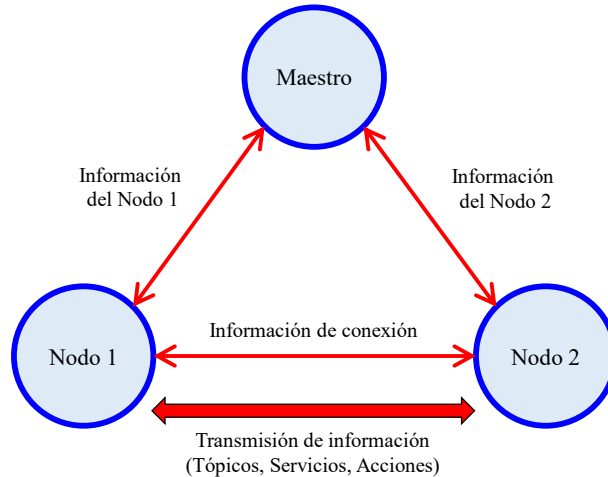 Maestro
Información
del Nodo 1
Información
del Nodo 2
Información de conexión
Nodo 1
Nodo 2
Transmisión de información
(Tópicos, Servicios, Acciones)